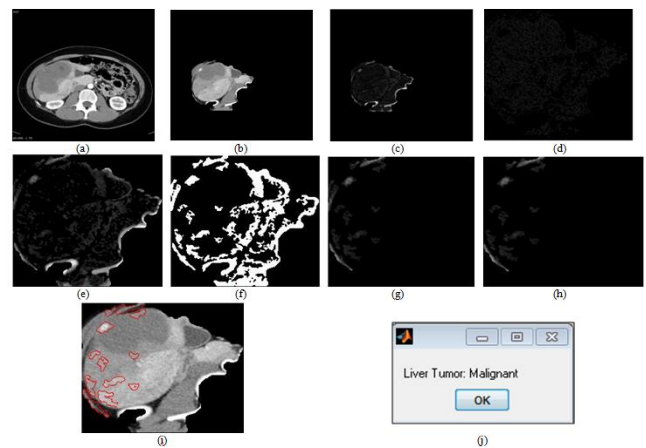 (a)
(b)
(c)
(d)
(e)
(f)
(g)
(h)
(i)
Liver Tumor: Malignant
OK
(j)